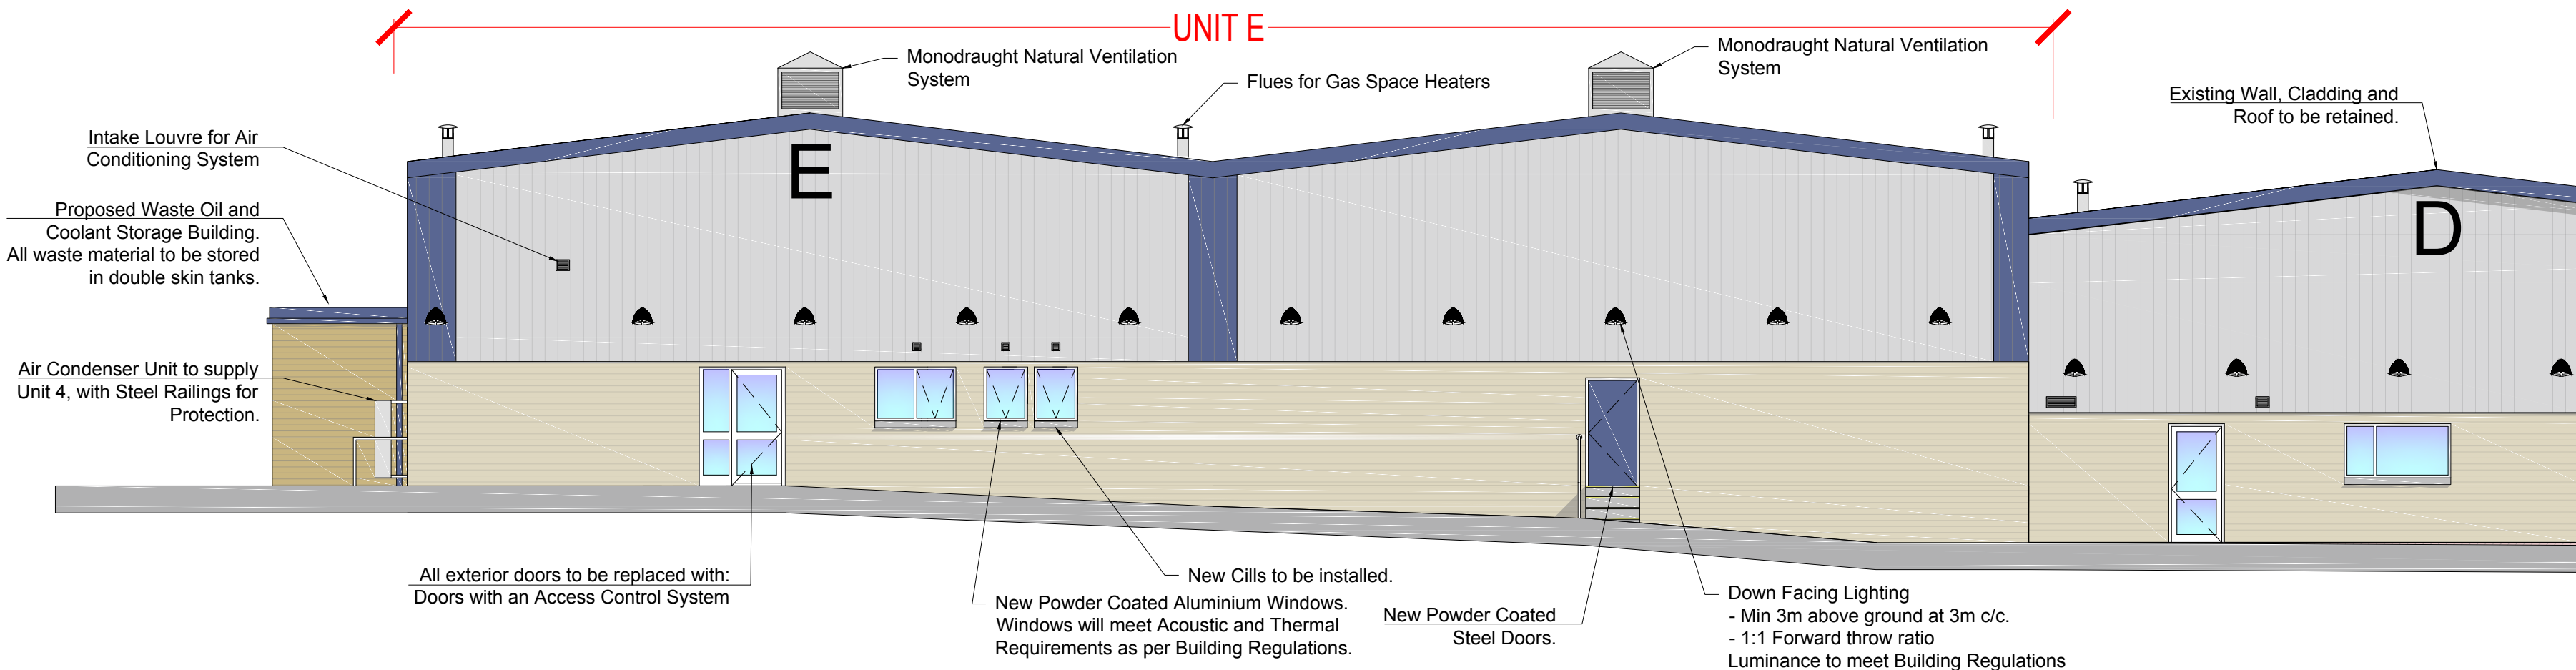 UNIT E
Monodraught Natural Ventilation
System
Flues for Gas Space Heaters
Monodraught Natural Ventilation
System
Existing Wall, Cladding and
Roof to be retained.
Intake Louvre for Air
Conditioning System
E
D
Proposed Waste Oil and
Coolant Storage Building.
All waste material to be stored
in double skin tanks.
Air Condenser Unit to supply
Unit 4, with Steel Railings for
Protection.
All exterior doors to be replaced with:
Doors with an Access Control System
New Cills to be installed.
New Powder Coated Aluminium Windows.
Windows will meet Acoustic and Thermal
Requirements as per Building Regulations.
New Powder Coated
Steel Doors.
Down Facing Lighting
- Min 3m above ground at 3m c/c.
- 1:1 Forward throw ratio
Luminance to meet Building Regulations